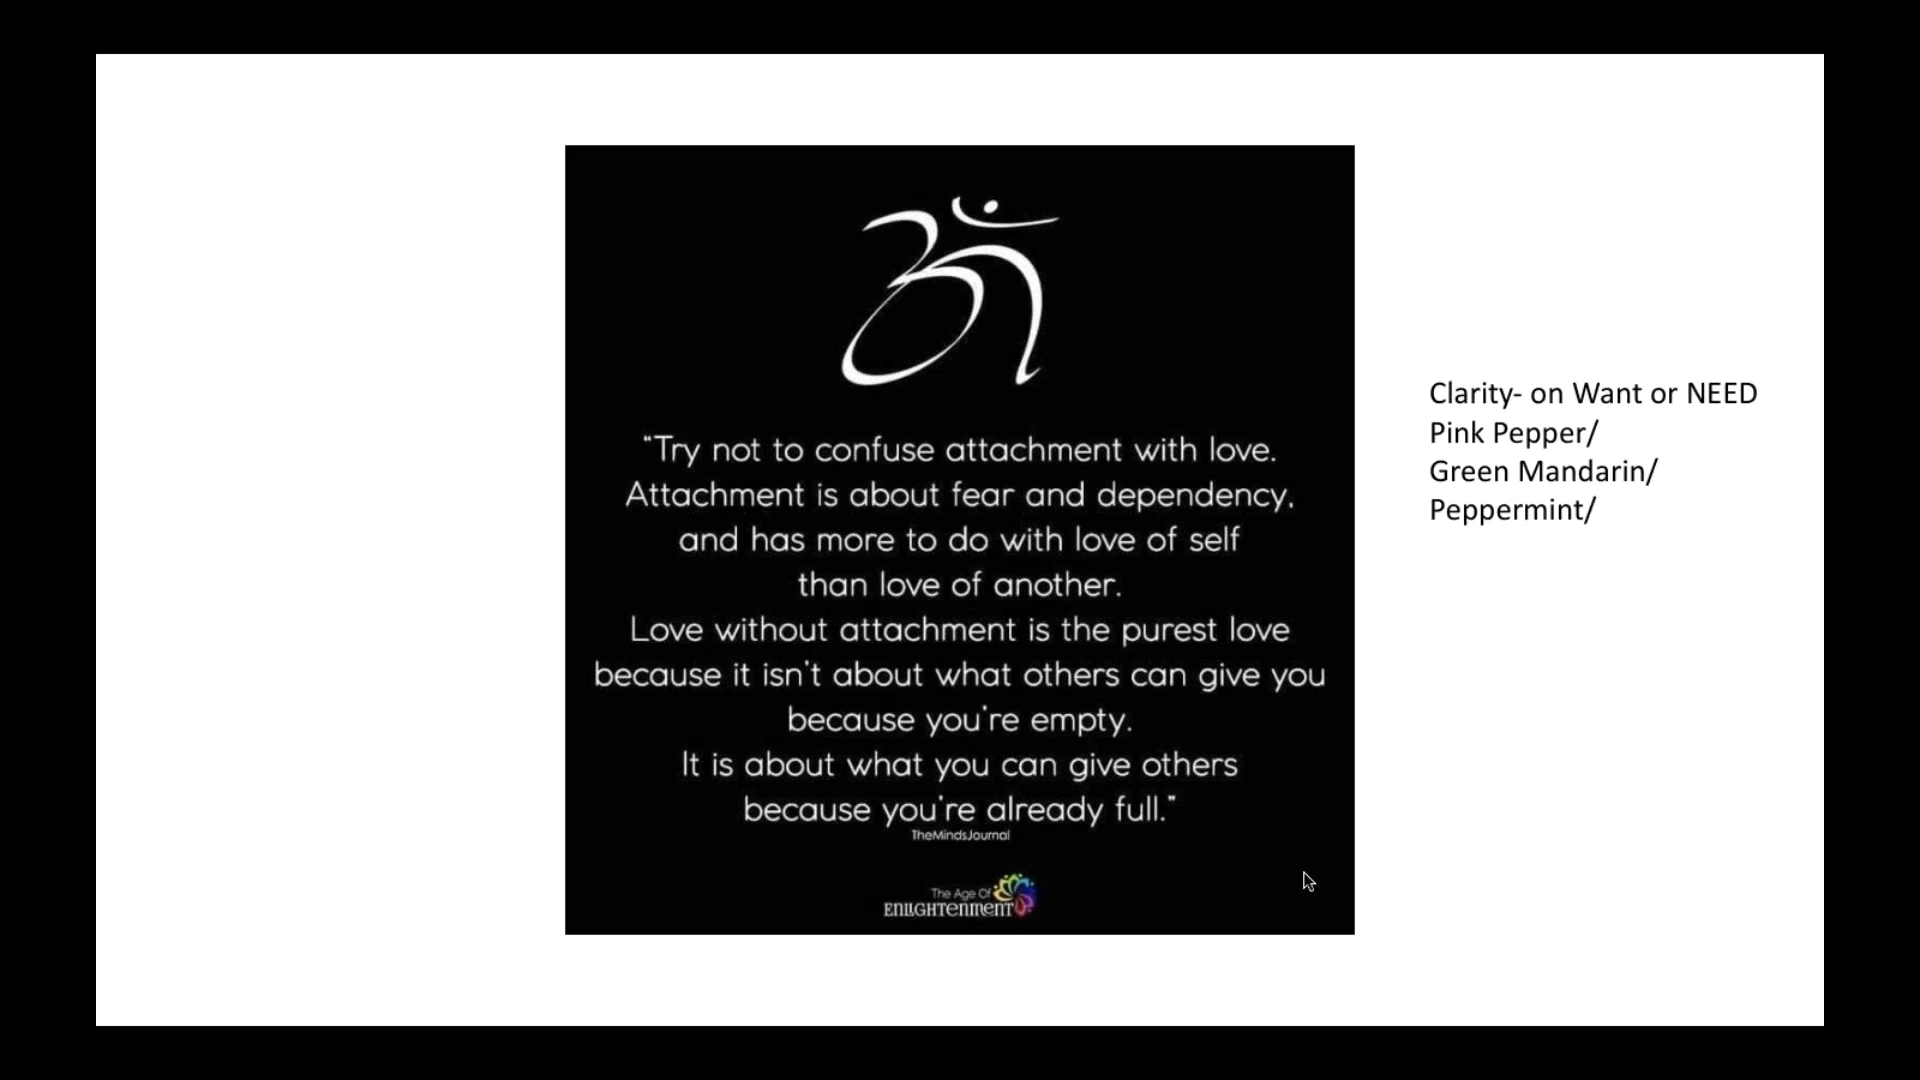 ॐ
“Try not to confuse attachment with love.
Attachment is about fear and dependency,
and has more to do with love of self
than love of another.
Love without attachment is the purest love
because it isn't about what others can give you
because you're empty.
It is about what you can give others
because you're already full.”
TheMindsJournal
The Age Of
ENLIGHTENMENT
Clarity- on Want or NEED
Pink Pepper/
Green Mandarin/
Peppermint/